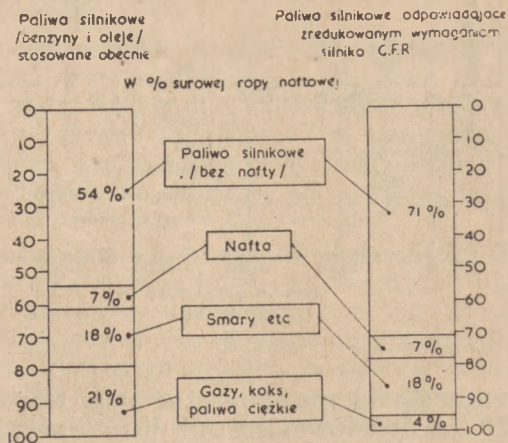 Paliwa silnikowe
/benzyny i oleje/
stosowane obecnie
Paliwa silnikowe odpowiadające
zredukowanym wymaganiom
silnika C.F.R
W % surowej ropy naftowej
0
10
20
30
40
50
60
70
80
90
100
54 %
7 %
18 %
21 %
Paliwo silnikowe
/bez nafty/
Nafta
Smary etc
Gazy, koks,
paliwa ciężkie
71 %
7 %
18 %
4 %
0
10
20
30
40
50
60
70
80
90
100